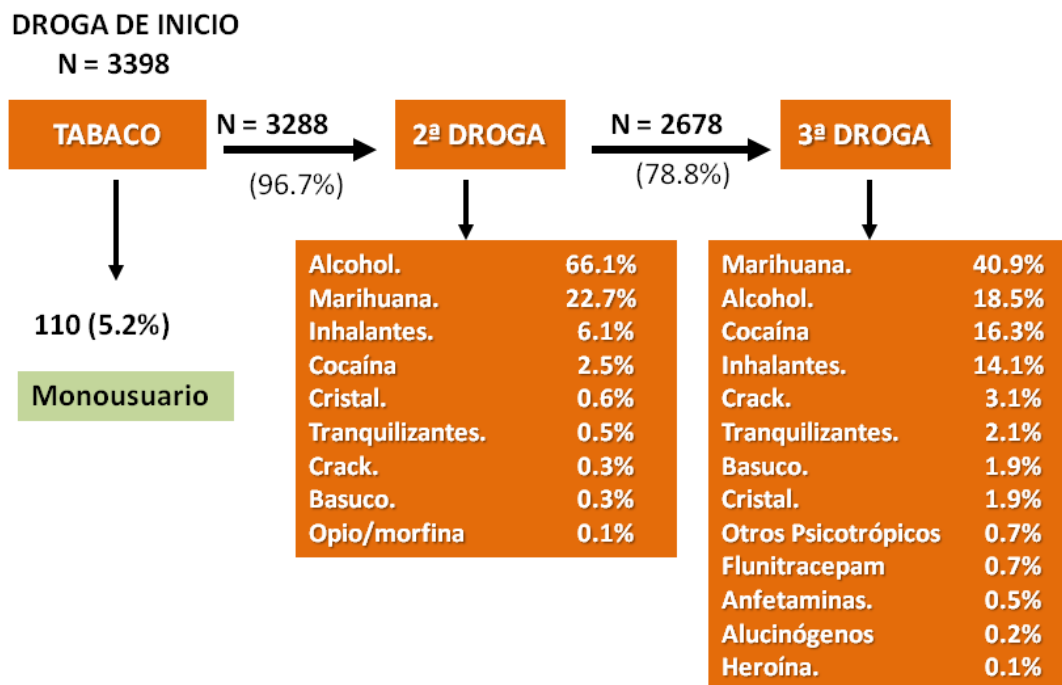 DROGA DE INICIO
N = 3398
TABACO
N = 3288
(96.7%)
2ª DROGA
N = 2678
(78.8%)
3ª DROGA
110 (5.2%)
Monousuario
Alcohol. 66.1%
Marihuana. 22.7%
Inhalantes. 6.1%
Cocaína 2.5%
Cristal. 0.6%
Tranquilizantes. 0.5%
Crack. 0.3%
Basuco. 0.3%
Opio/morfina 0.1%
Marihuana. 40.9%
Alcohol. 18.5%
Cocaína 16.3%
Inhalantes. 14.1%
Crack. 3.1%
Tranquilizantes. 2.1%
Basuco. 1.9%
Cristal. 1.9%
Otros Psicotrópicos 0.7%
Flunitracepam 0.7%
Anfetaminas. 0.5%
Alucinógenos 0.2%
Heroína. 0.1%